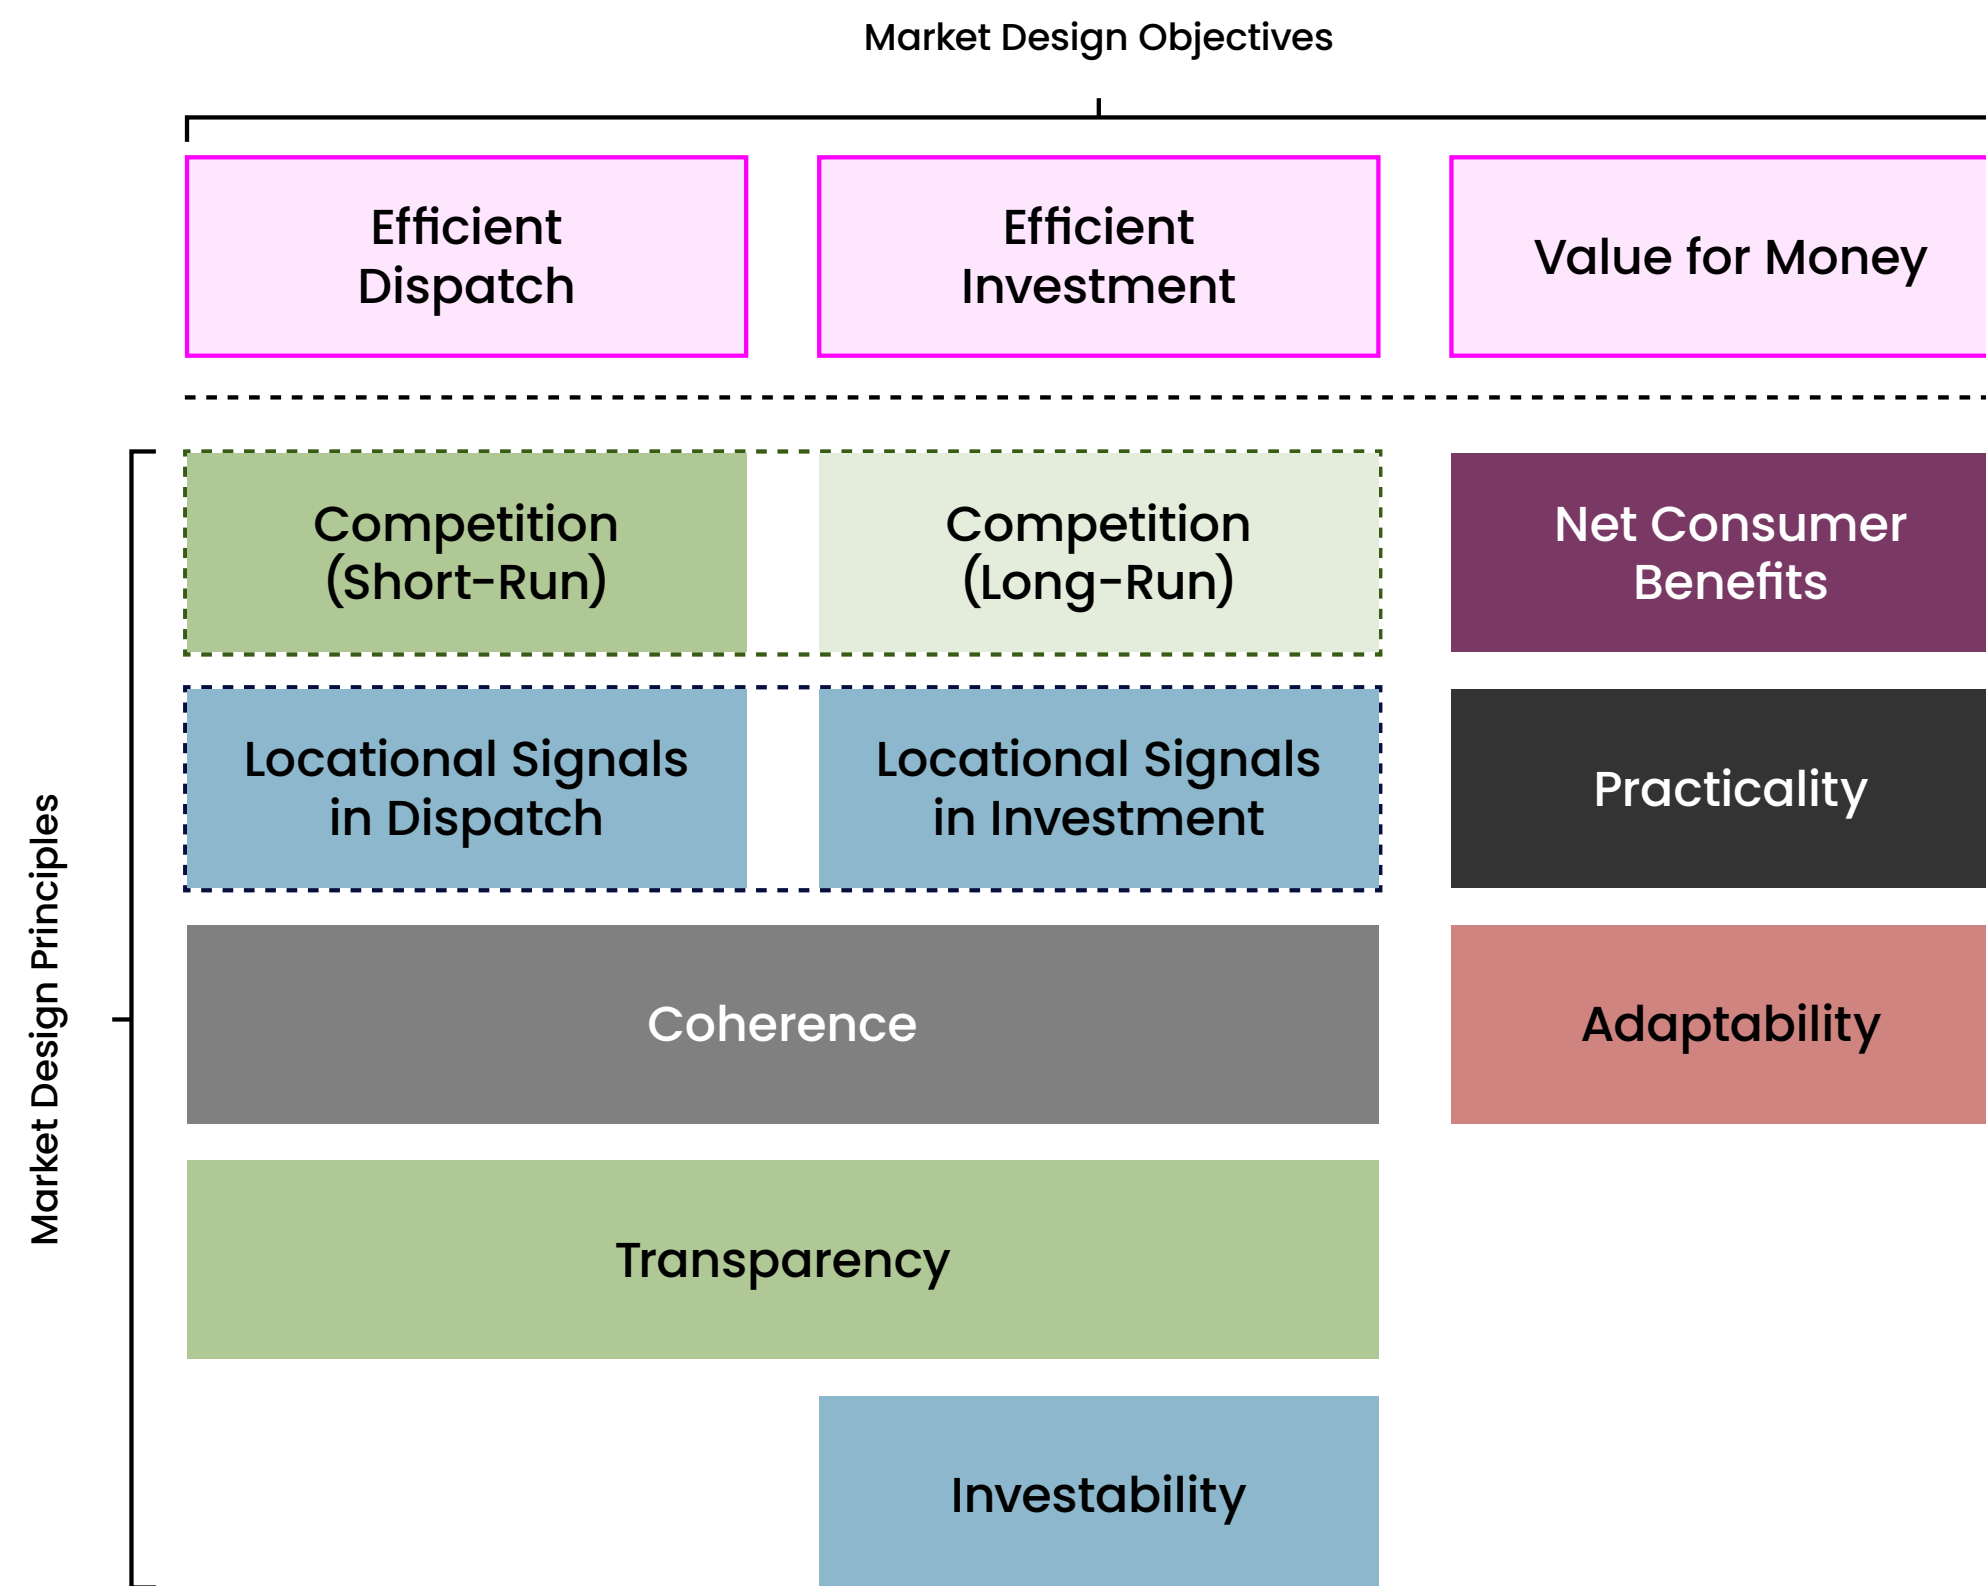 Market Design Objectives
Efficient
Dispatch
Efficient
Investment
Value for Money
Market Design Principles
Competition
(Short-Run)
Competition
(Long-Run)
Net Consumer
Benefits
Locational Signals
in Dispatch
Locational Signals
in Investment
Practicality
Coherence
Adaptability
Transparency
Investability